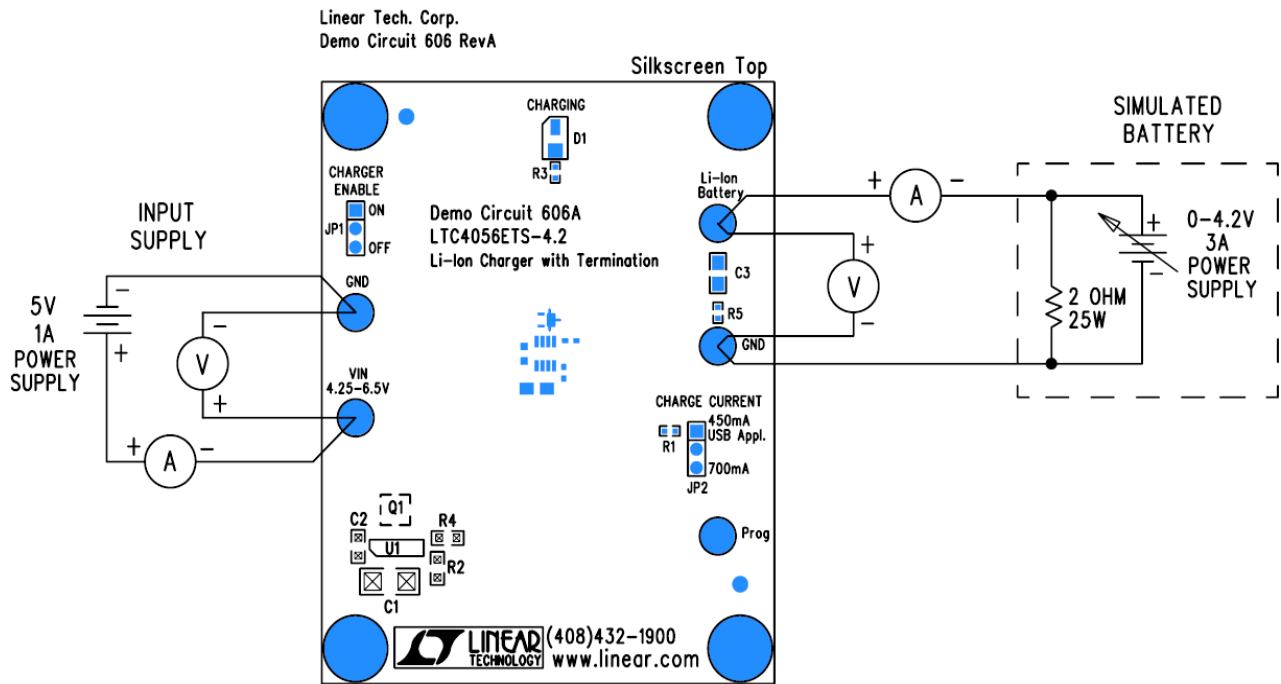 Linear Tech. Corp.
Demo Circuit 606 RevA
Silkscreen Top
CHARGING
D1
R3
CHARGER
ENABLE
ON
JP1
OFF
Demo Circuit 606A
LTC4056ETS-4.2
Li-Ion Charger with Termination
Li-Ion
Battery
C3
R5
GND
INPUT
SUPPLY
GND
-
-
5V
1A
POWER
SUPPLY
V
+
+
VIN
4.25-6.5V
+
A
-
SIMULATED
BATTERY
+
A
-
+
V
-
+
0-4.2V
3A
POWER
SUPPLY
-
2 OHM
25W
CHARGE CURRENT
450mA
USB Appl.
R1
700mA
JP2
Prog
Q1
C2
R4
U1
R2
C1
LT LINEAR
TECHNOLOGY
(408)432-1900
www.linear.com